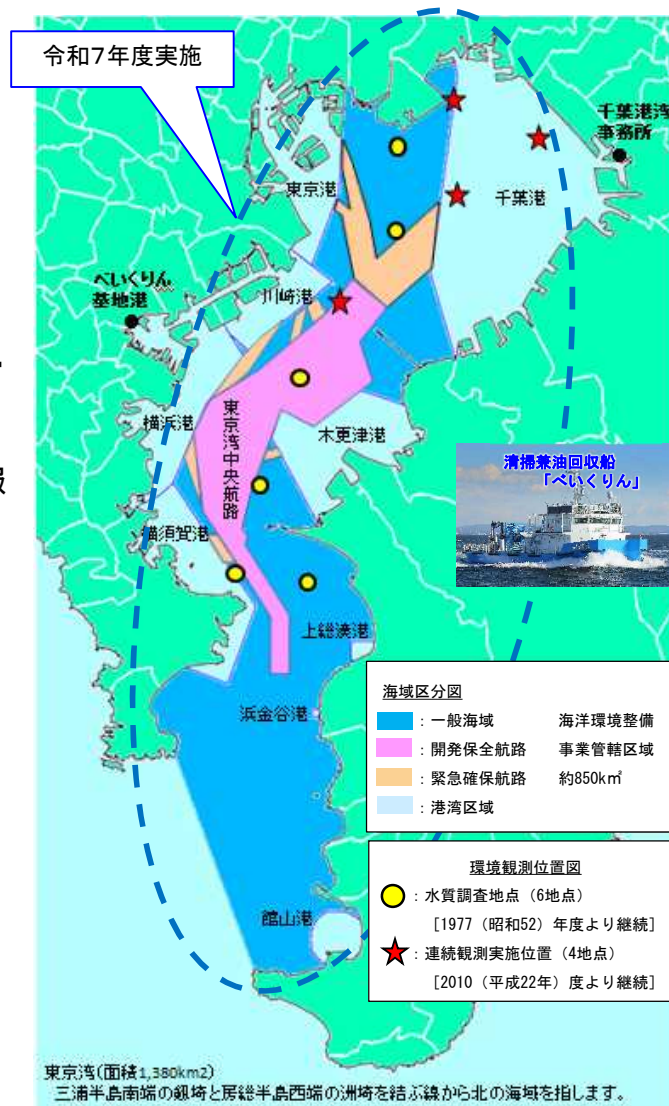 令和7年度実施
千葉港湾
事務所
東京港
千葉港
べいくりん
基地港
川崎港
横浜港
東京湾中央航路
木更津港
報
清掃兼油回収船
「べいくりん」
横須賀港
上総湊港
浜金谷港
館山港
海域区分図
：一般海域 海洋環境整備
：開発保全航路 事業管轄区域
：緊急確保航路 約850km²
：港湾区域
環境観測位置図
：水質調査地点（6地点）
［1977（昭和52）年度より継続］
：連続観測実施位置（4地点）
［2010（平成22年）度より継続］
東京湾(面積1,380km2)
三浦半島南端の剱埼と房総半島西端の洲埼を結ぶ線から北の海域を指します。